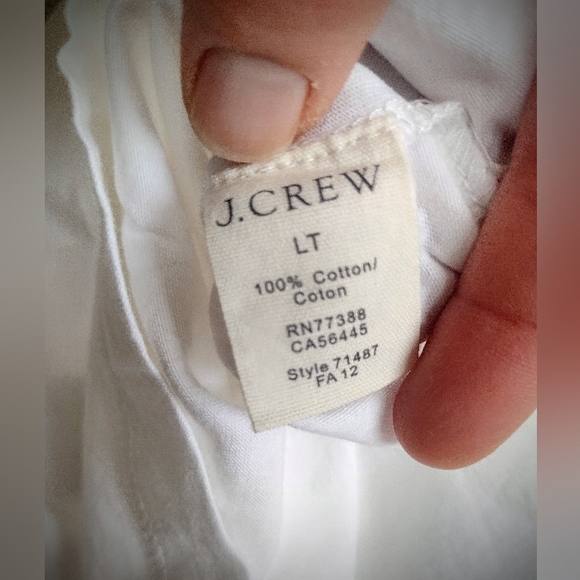 J.CREW
LT
100% Cotton/
Coton
RN77388
CA56445
Style 71487
FA 12